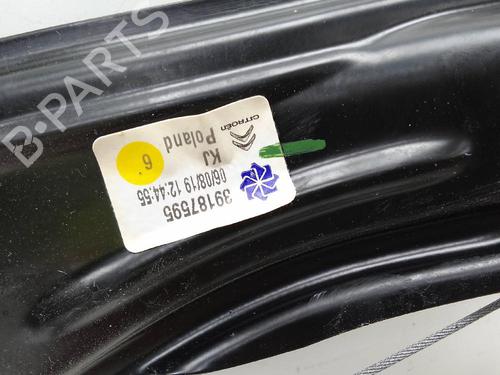 B-PARTS
CITROËN
KJ
Poland
6
39187595
06/08/19 12:44:55